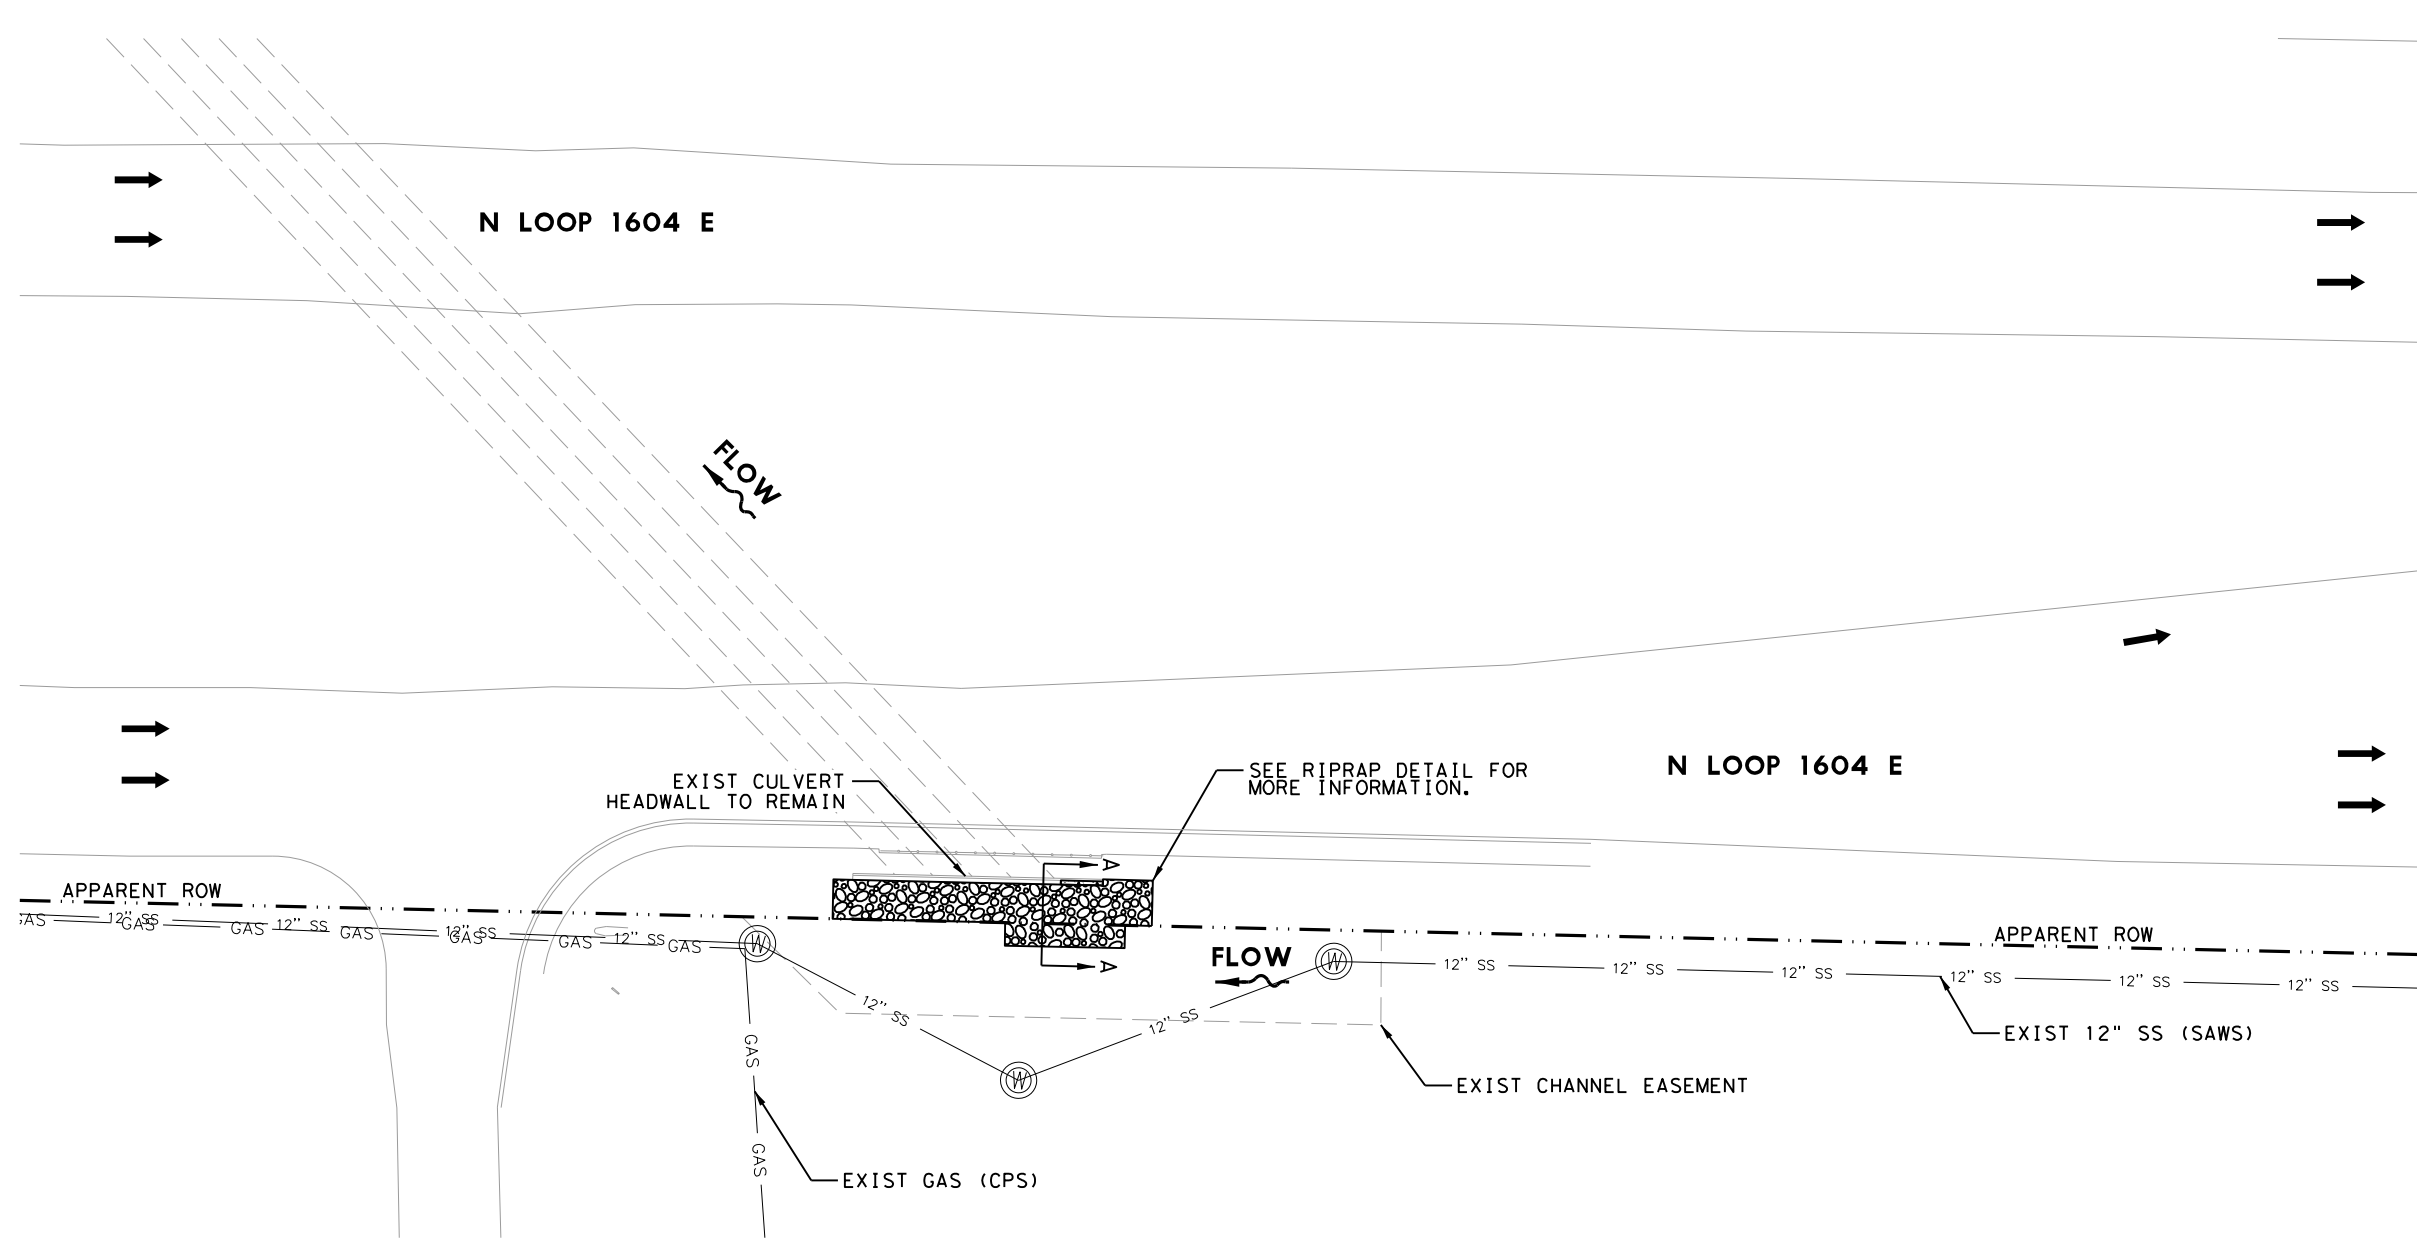 N LOOP 1604 E
FLOW
EXIST CULVERT
HEADWALL TO REMAIN
SEE RIPRAP DETAIL FOR
MORE INFORMATION.
N LOOP 1604 E
A
APPARENT ROW
GAS 12" SS GAS GAS 12" SS GAS 12" SS GAS GAS 12" SS GAS
W
A
FLOW
W
APPARENT ROW
12" SS 12" SS 12" SS 12" SS 12" SS 12" SS
12" SS
12" SS
EXIST 12" SS (SAWS)
GAS
W
EXIST CHANNEL EASEMENT
GAS
EXIST GAS (CPS)